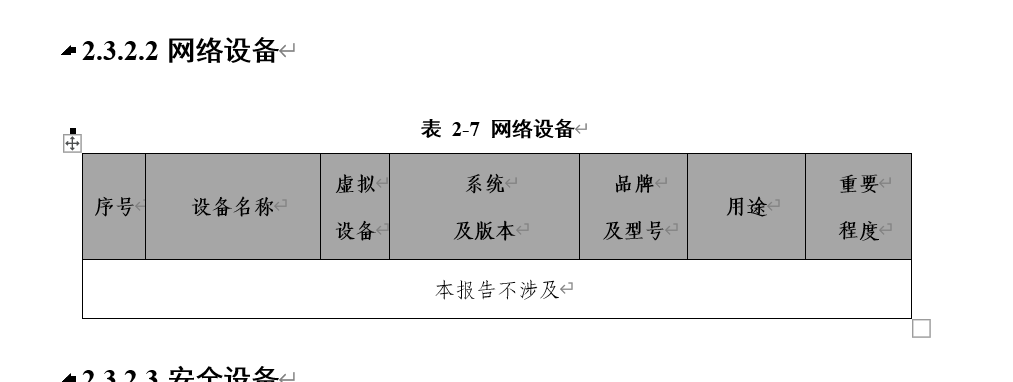 2.3.2.2 网络设备
表 2-7 网络设备
序号 设备名称 虚拟设备 系统及版本 品牌及型号 用途 重要程度
本报告不涉及
2.3.2.3 安全设备